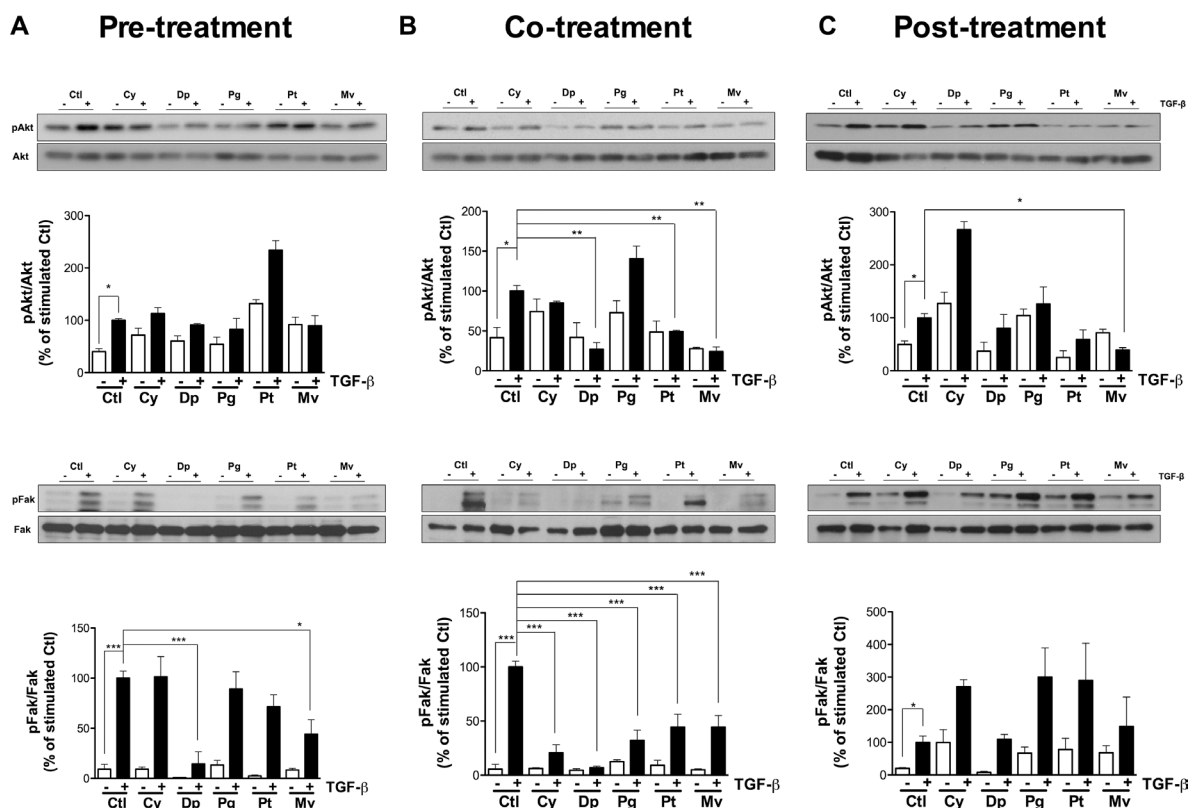 A Pre-treatment
B Co-treatment
C Post-treatment
Ctl Cy Dp Pg Pt Mv
- + - + - + - + - + - +
pAkt
Akt
Ctl Cy Dp Pg Pt Mv
- + - + - + - + - + - +
Ctl Cy Dp Pg Pt Mv
- + - + - + - + - + - +
TGF-β
pAkt/Akt
(% of stimulated Ctl)
300
200
100
0
*
- + - + - + - + - + - +
TGF-β
Ctl Cy Dp Pg Pt Mv
pAkt/Akt
(% of stimulated Ctl)
200
150
100
50
0
**
**
**
*
- + - + - + - + - + - +
TGF-β
Ctl Cy Dp Pg Pt Mv
pAkt/Akt
(% of stimulated Ctl)
300
200
100
0
*
*
- + - + - + - + - + - +
TGF-β
Ctl Cy Dp Pg Pt Mv
Ctl Cy Dp Pg Pt Mv
- + - + - + - + - + - +
pFak
Fak
Ctl Cy Dp Pg Pt Mv
- + - + - + - + - + - +
Ctl Cy Dp Pg Pt Mv
- + - + - + - + - + - +
TGF-β
pFak/Fak
(% of stimulated Ctl)
150
100
50
0
*
***
***
- + - + - + - + - + - +
TGF-β
Ctl Cy Dp Pg Pt Mv
pFak/Fak
(% of stimulated Ctl)
150
100
50
0
***
***
***
***
***
***
- + - + - + - + - + - +
TGF-β
Ctl Cy Dp Pg Pt Mv
pFak/Fak
(% of stimulated Ctl)
500
400
300
200
100
0
*
- + - + - + - + - + - +
TGF-β
Ctl Cy Dp Pg Pt Mv